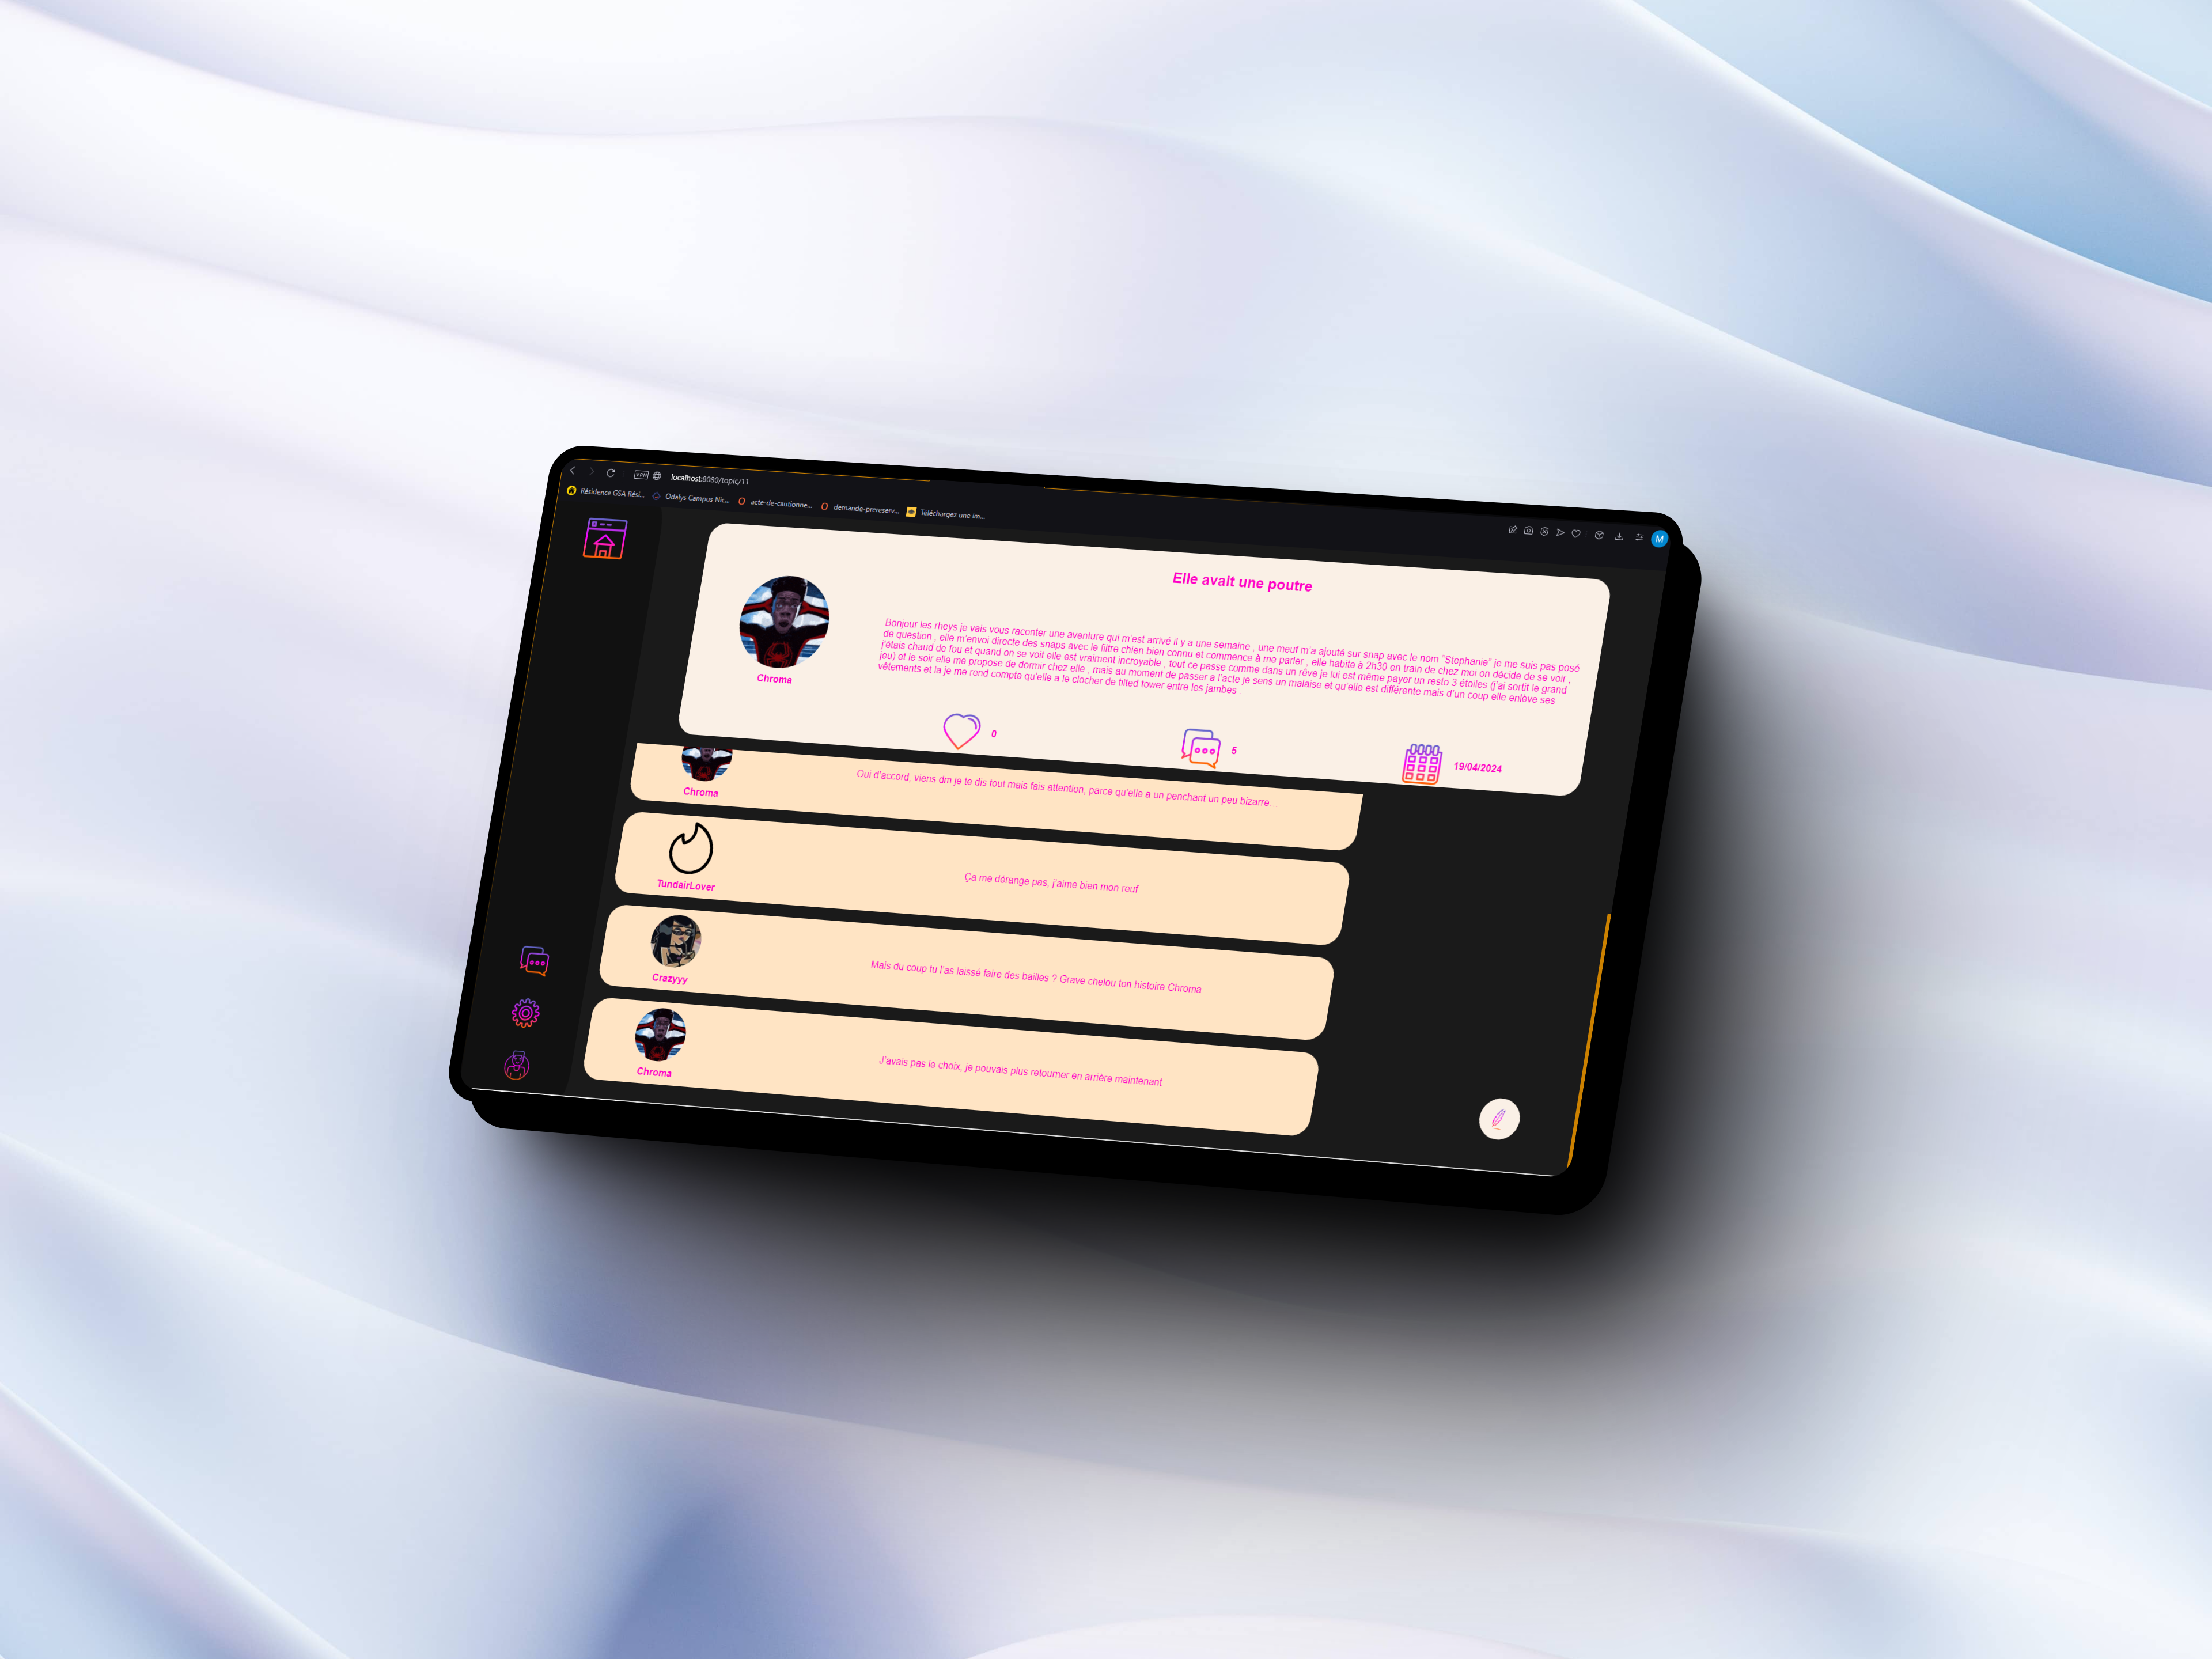 VPN localhost:8080/topic/11
Résidence GSA Rési... Odalys Campus Nic... acte-de-cautionne... demande-prereserv... Téléchargez une im...
M
Elle avait une poutre
Chroma
Bonjour les rheys je vais vous raconter une aventure qui m'est arrivé il y a une semaine , une meuf m'a ajouté sur snap avec le nom "Stephanie" je me suis pas posé
de question , elle m'envoi directe des snaps avec le filtre chien bien connu et commence à me parler , elle habite à 2h30 en train de chez moi on décide de se voir ,
j'étais chaud de fou et quand on se voit elle est vraiment incroyable , tout ce passe comme dans un rêve je lui est même payer un resto 3 étoiles (j'ai sortit le grand
jeu) et le soir elle me propose de dormir chez elle , mais au moment de passer a l'acte je sens un malaise et qu'elle est différente mais d'un coup elle enlève ses
vêtements et la je me rend compte qu'elle a le clocher de tilted tower entre les jambes .
0
5
19/04/2024
Chroma
Oui d'accord, viens dm je te dis tout mais fais attention, parce qu'elle a un penchant un peu bizarre...
TundairLover
Ça me dérange pas, j'aime bien mon reuf
Crazyyy
Mais du coup tu l'as laissé faire des bailles ? Grave chelou ton histoire Chroma
Chroma
J'avais pas le choix, je pouvais plus retourner en arrière maintenant